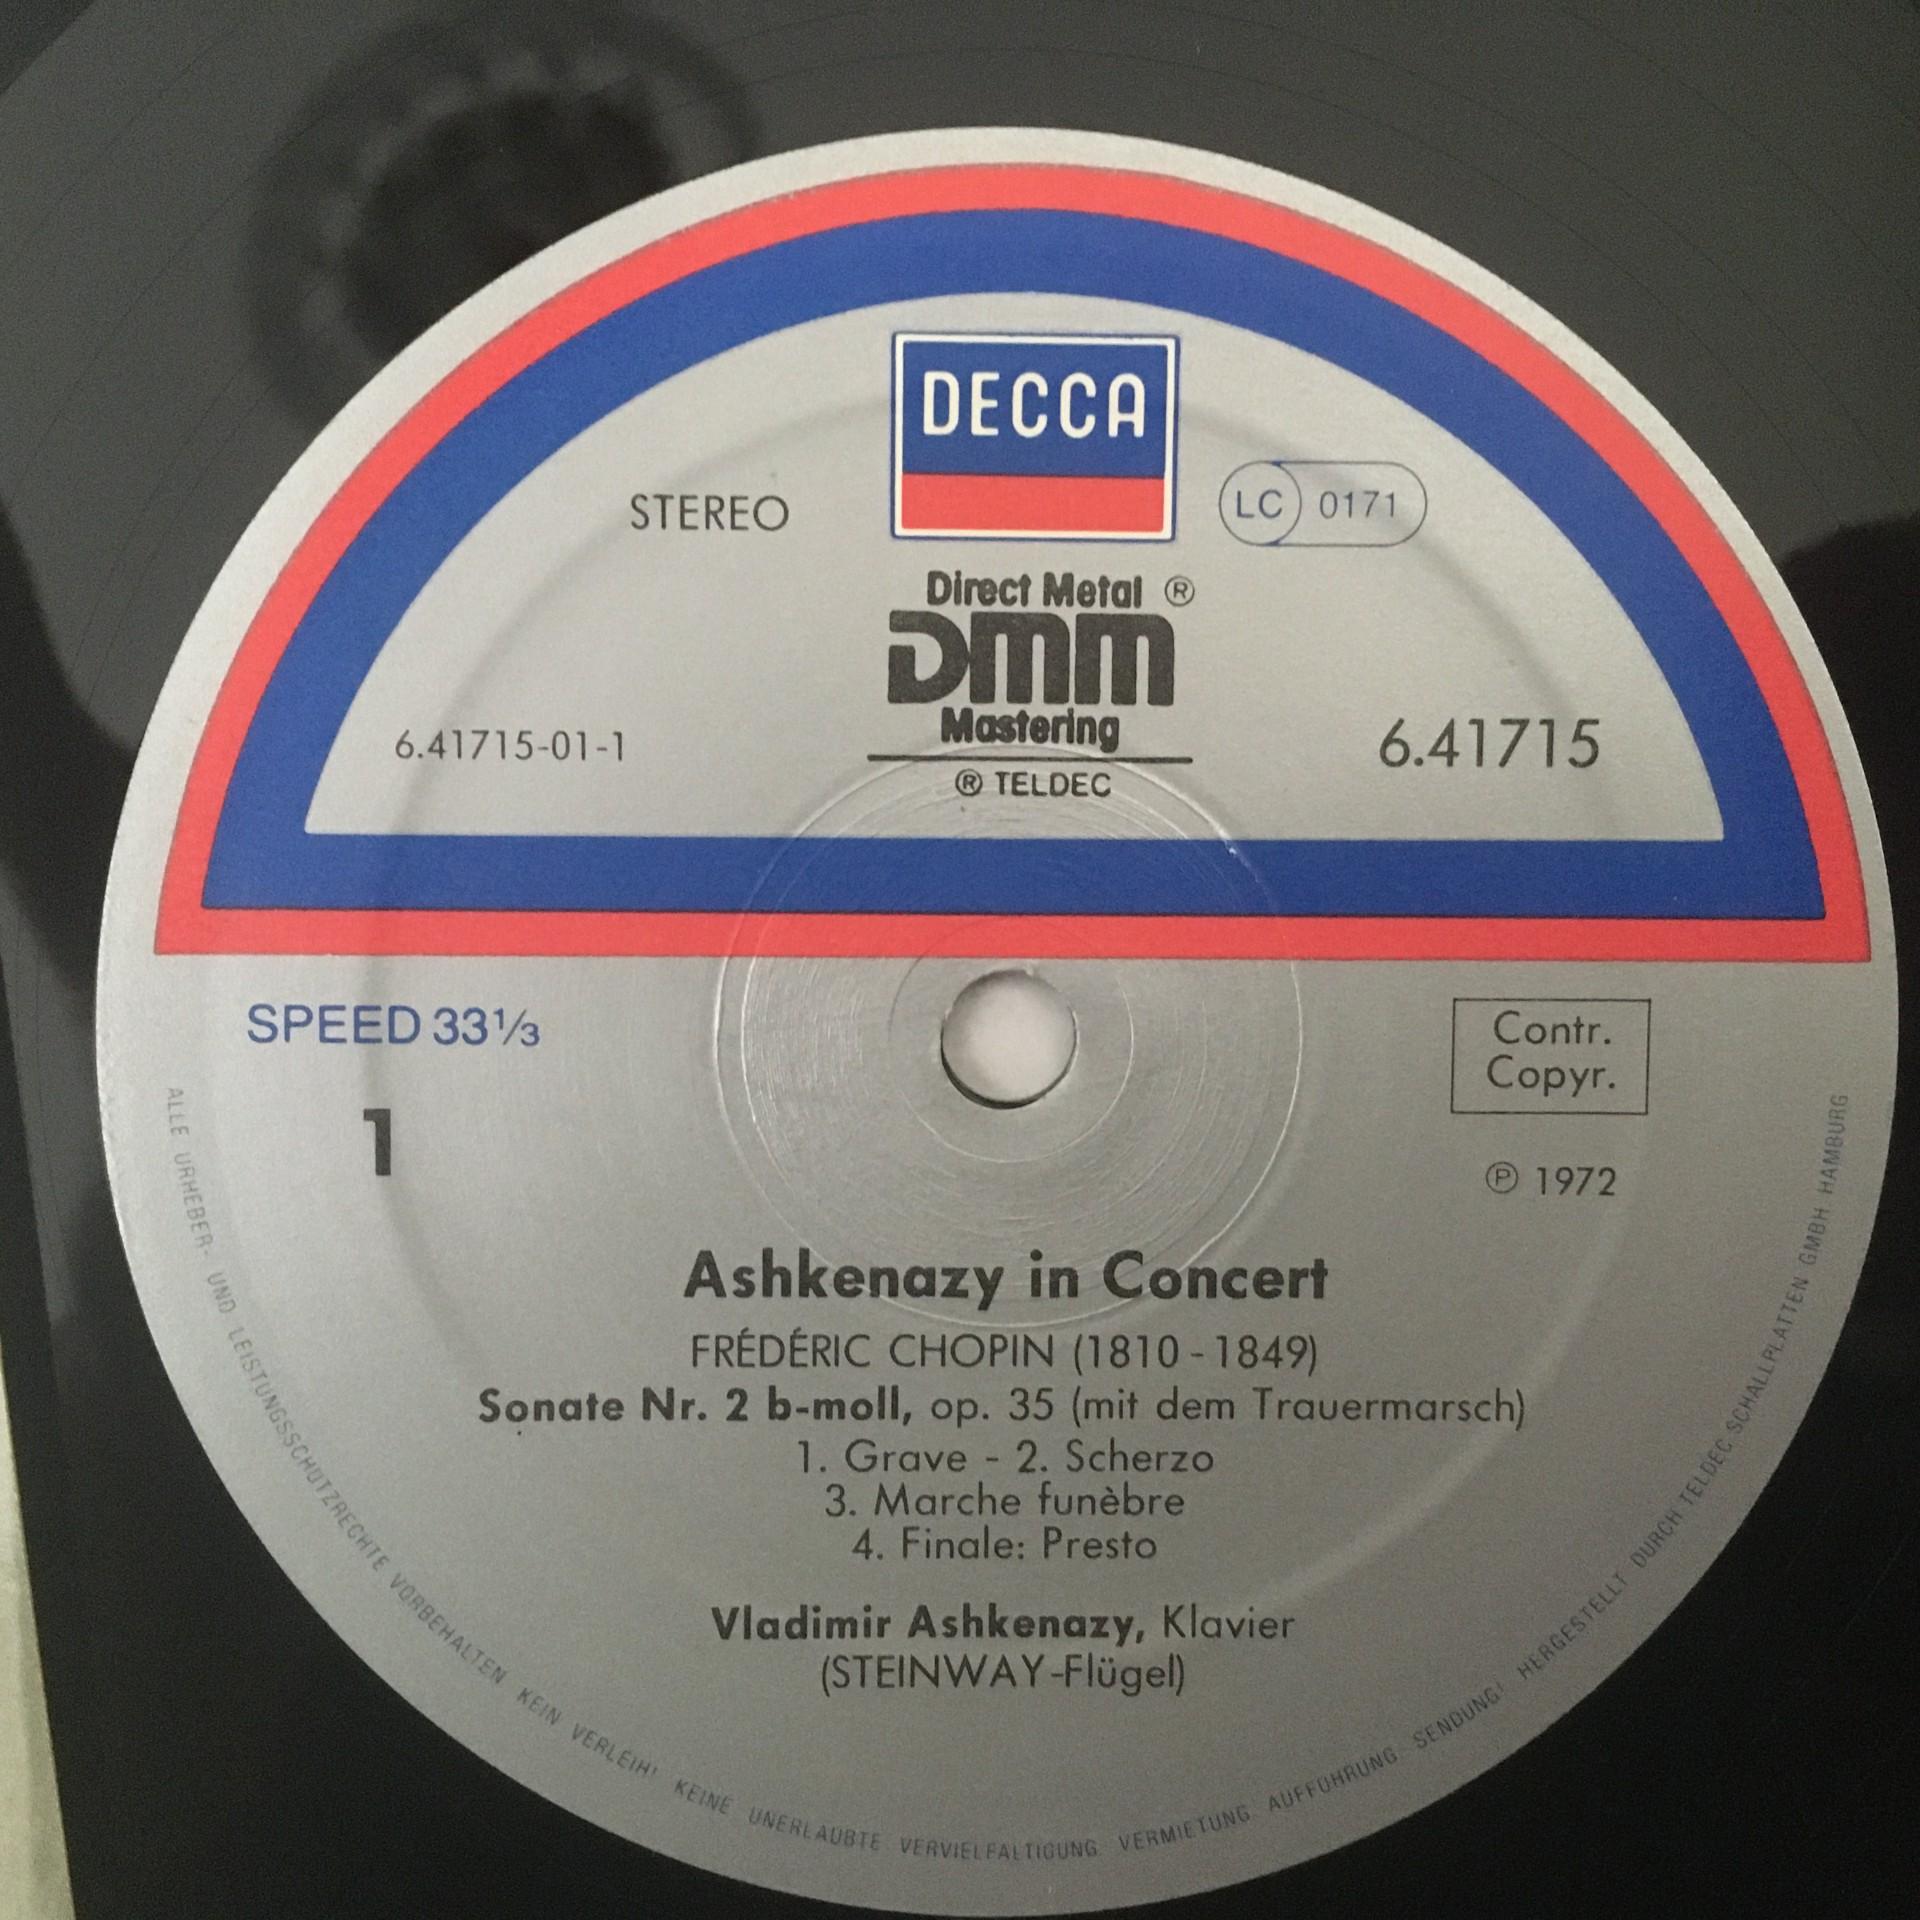 DECCA
STEREO
LC 0171
Direct Metal ®
DMM
Mastering
® TELDEC
6.41715-01-1
6.41715
SPEED 33⅓
Contr.
Copyr.
1
Ⓟ 1972
Ashkenazy in Concert
FRÉDÉRIC CHOPIN (1810 - 1849)
Sonate Nr. 2 b-moll, op. 35 (mit dem Trauermarsch)
1. Grave - 2. Scherzo
3. Marche funèbre
4. Finale: Presto
Vladimir Ashkenazy, Klavier
(STEINWAY-Flügel)
ALLE URHEBER- UND LEISTUNGSSCHUTZRECHTE VORBEHALTEN KEIN VERLEIH! KEINE UNERLAUBTE VERVIELFÄLTIGUNG VERMIETUNG AUFFÜHRUNG SENDUNG! HERGESTELLT DURCH TELDEC SCHALLPLATTEN GMBH HAMBURG